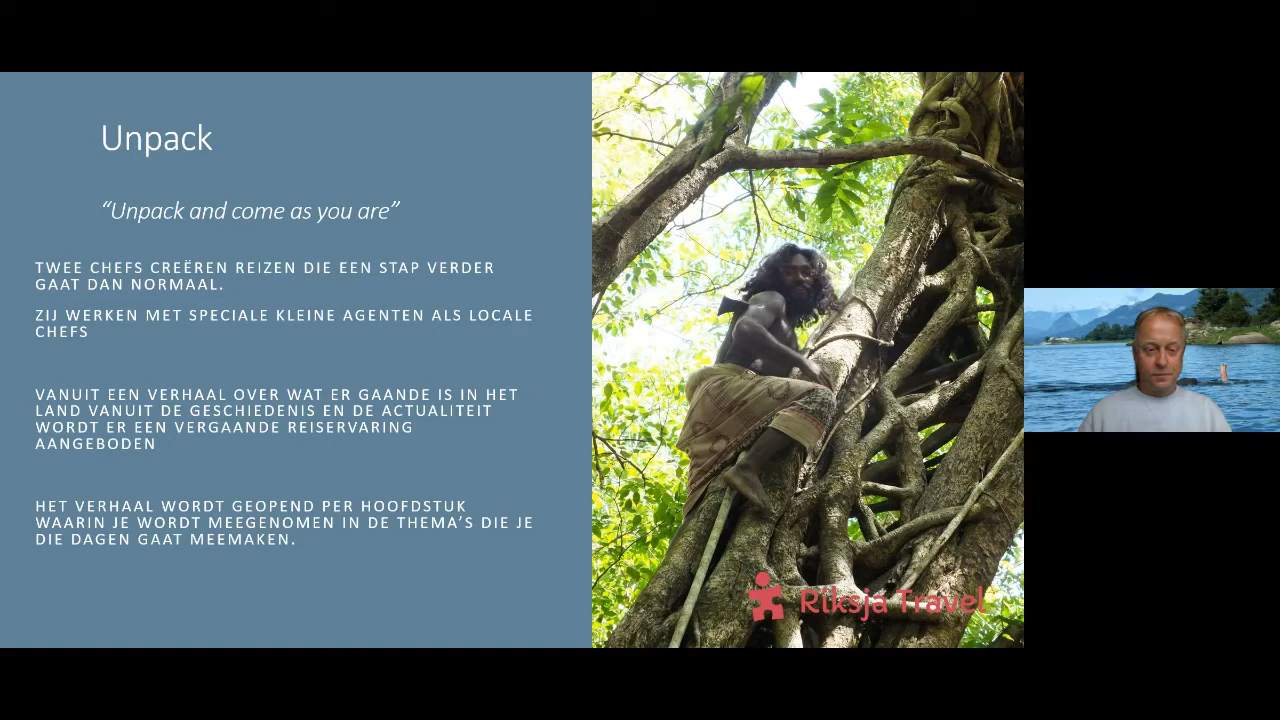 Unpack
“Unpack and come as you are”
TWEE CHEFS CREËREN REIZEN DIE EEN STAP VERDER
GAAT DAN NORMAAL.
ZIJ WERKEN MET SPECIALE KLEINE AGENTEN ALS LOCALE
CHEFS
VANUIT EEN VERHAAL OVER WAT ER GAANDE IS IN HET
LAND VANUIT DE GESCHIEDENIS EN DE ACTUALITEIT
WORDT ER EEN VERGAANDE REISERVARING
AANGEBODEN
HET VERHAAL WORDT GEOPEND PER HOOFDSTUK
WAARIN JE WORDT MEEGENOMEN IN DE THEMA’S DIE JE
DIE DAGEN GAAT MEEMAKEN.
Riksja Travel